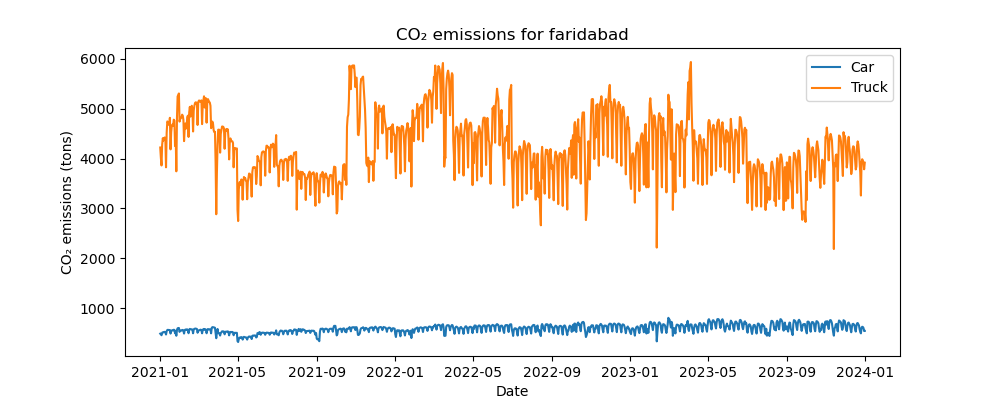 CO₂ emissions for faridabad
Car
Truck
CO₂ emissions (tons)
6000
5000
4000
3000
2000
1000
2021-01 2021-05 2021-09 2022-01 2022-05 2022-09 2023-01 2023-05 2023-09 2024-01
Date